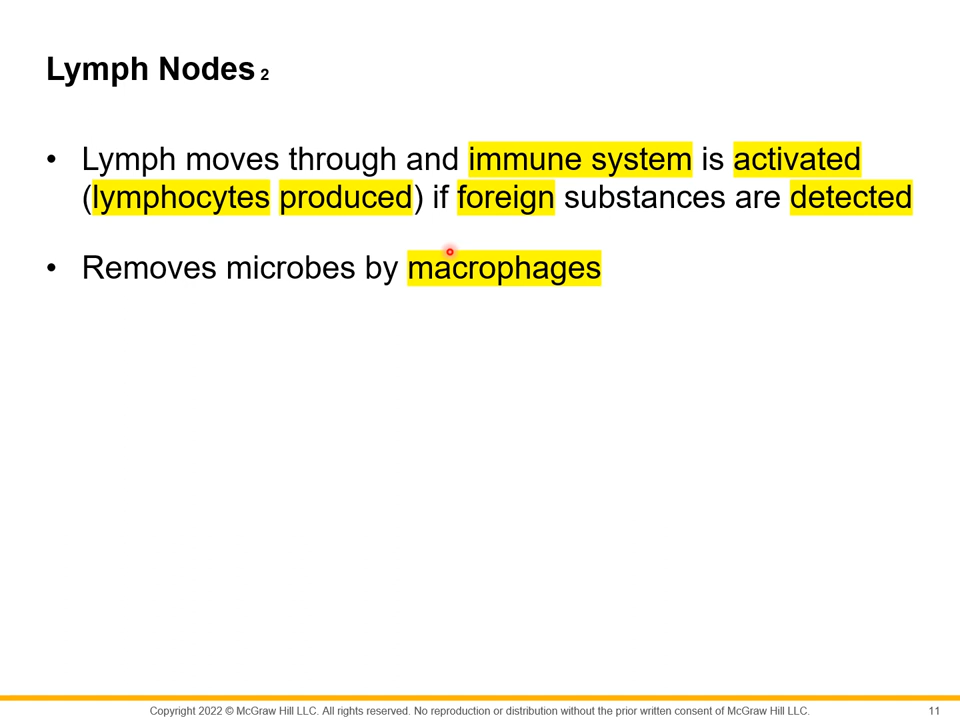 Lymph Nodes 2
• Lymph moves through and immune system is activated
(lymphocytes produced) if foreign substances are detected
• Removes microbes by macrophages
Copyright 2022 © McGraw Hill LLC. All rights reserved. No reproduction or distribution without the prior written consent of McGraw Hill LLC.
11